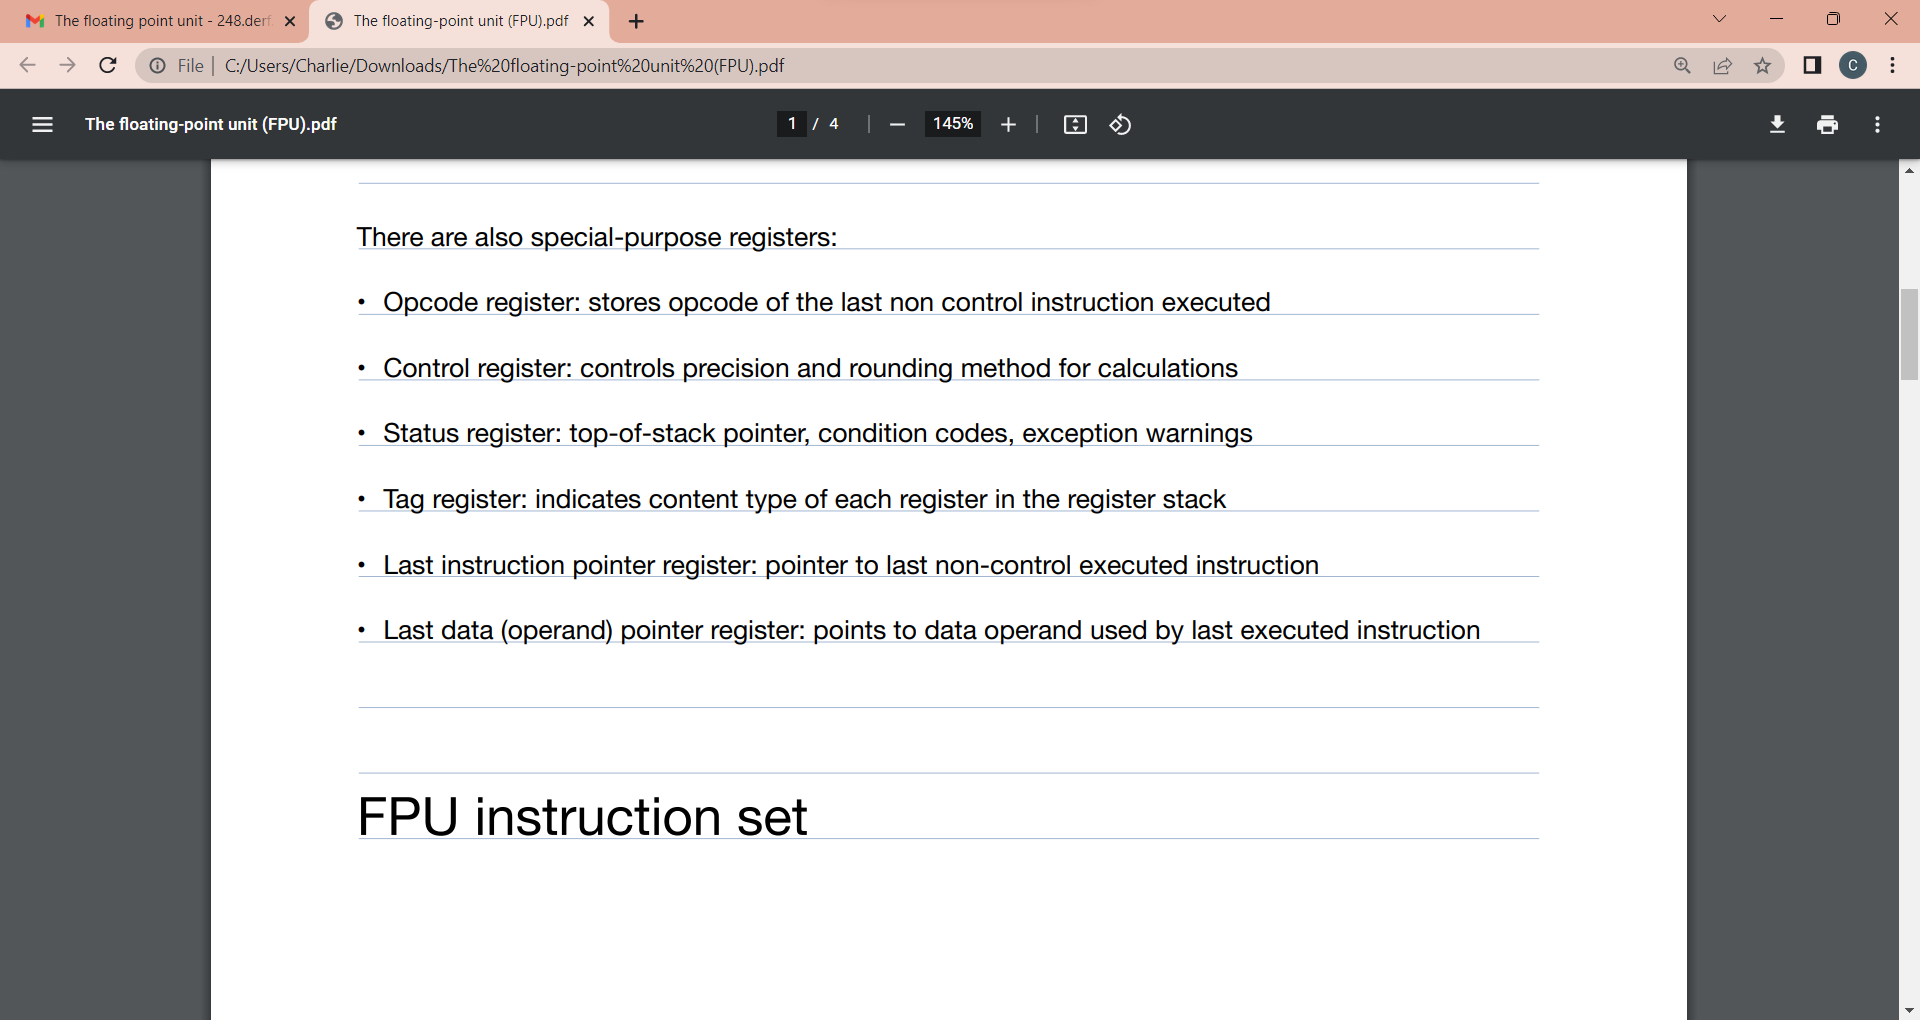 The floating point unit - 248.derf
The floating-point unit (FPU).pdf
File
C:/Users/Charlie/Downloads/The%20floating-point%20unit%20(FPU).pdf
C
The floating-point unit (FPU).pdf
1 / 4
145%
There are also special-purpose registers:
• Opcode register: stores opcode of the last non control instruction executed
• Control register: controls precision and rounding method for calculations
• Status register: top-of-stack pointer, condition codes, exception warnings
• Tag register: indicates content type of each register in the register stack
• Last instruction pointer register: pointer to last non-control executed instruction
• Last data (operand) pointer register: points to data operand used by last executed instruction
FPU instruction set